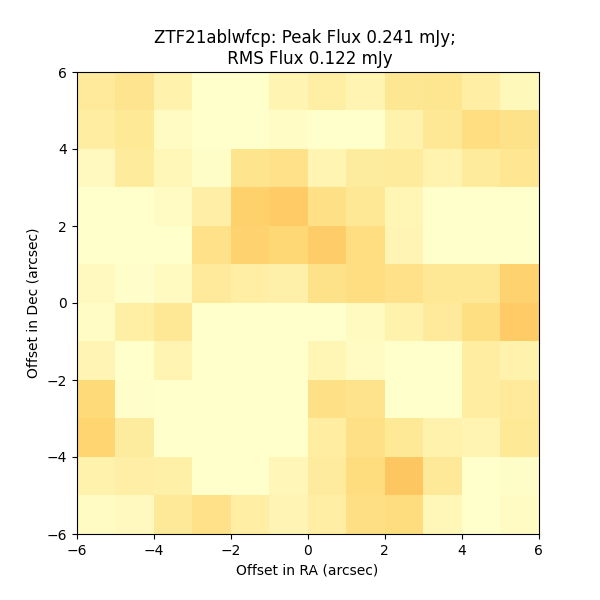 ZTF21ablwfcp: Peak Flux 0.241 mJy;
RMS Flux 0.122 mJy
6
4
2
0
−2
−4
−6
Offset in Dec (arcsec)
−6 −4 −2 0 2 4 6
Offset in RA (arcsec)